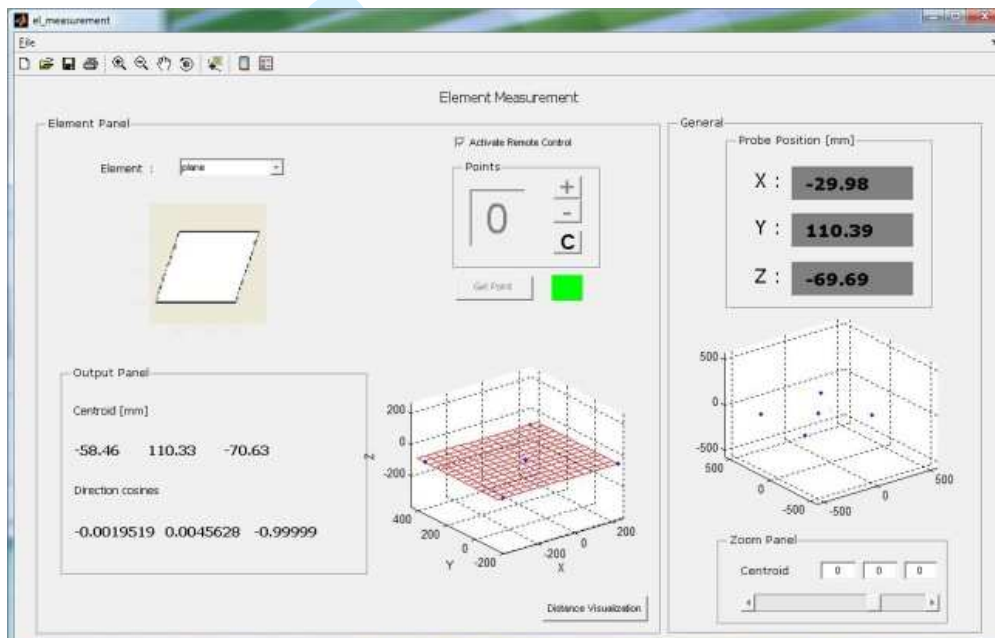 el_measurement
File
Element Measurement
Element Panel
Element :
plane
Activate Remote Control
Points
0
+
-
C
Get Point
Output Panel
Centroid [mm]
-58.46 110.33 -70.63
Direction cosines
-0.0019519 0.0045628 -0.99999
200
0
-200
Z
400
200
0
-200
Y
-200
0
200
X
Distance Visualization
General
Probe Position [mm]
X : -29.98
Y : 110.39
Z : -69.69
500
0
-500
500
0
-500
-500
0
500
Zoom Panel
Centroid 0 0 0